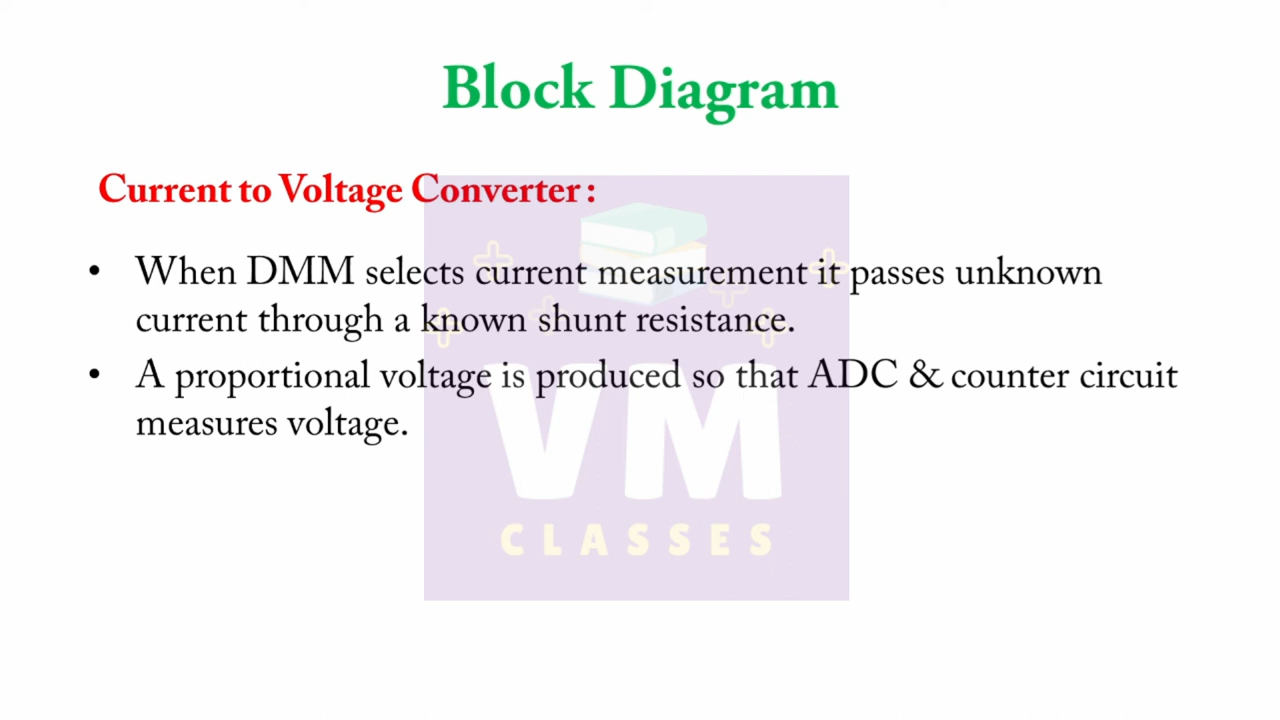 Block Diagram
Current to Voltage Converter :
• When DMM selects current measurement it passes unknown
current through a known shunt resistance.
• A proportional voltage is produced so that ADC & counter circuit
measures voltage.
VM
CLASSES